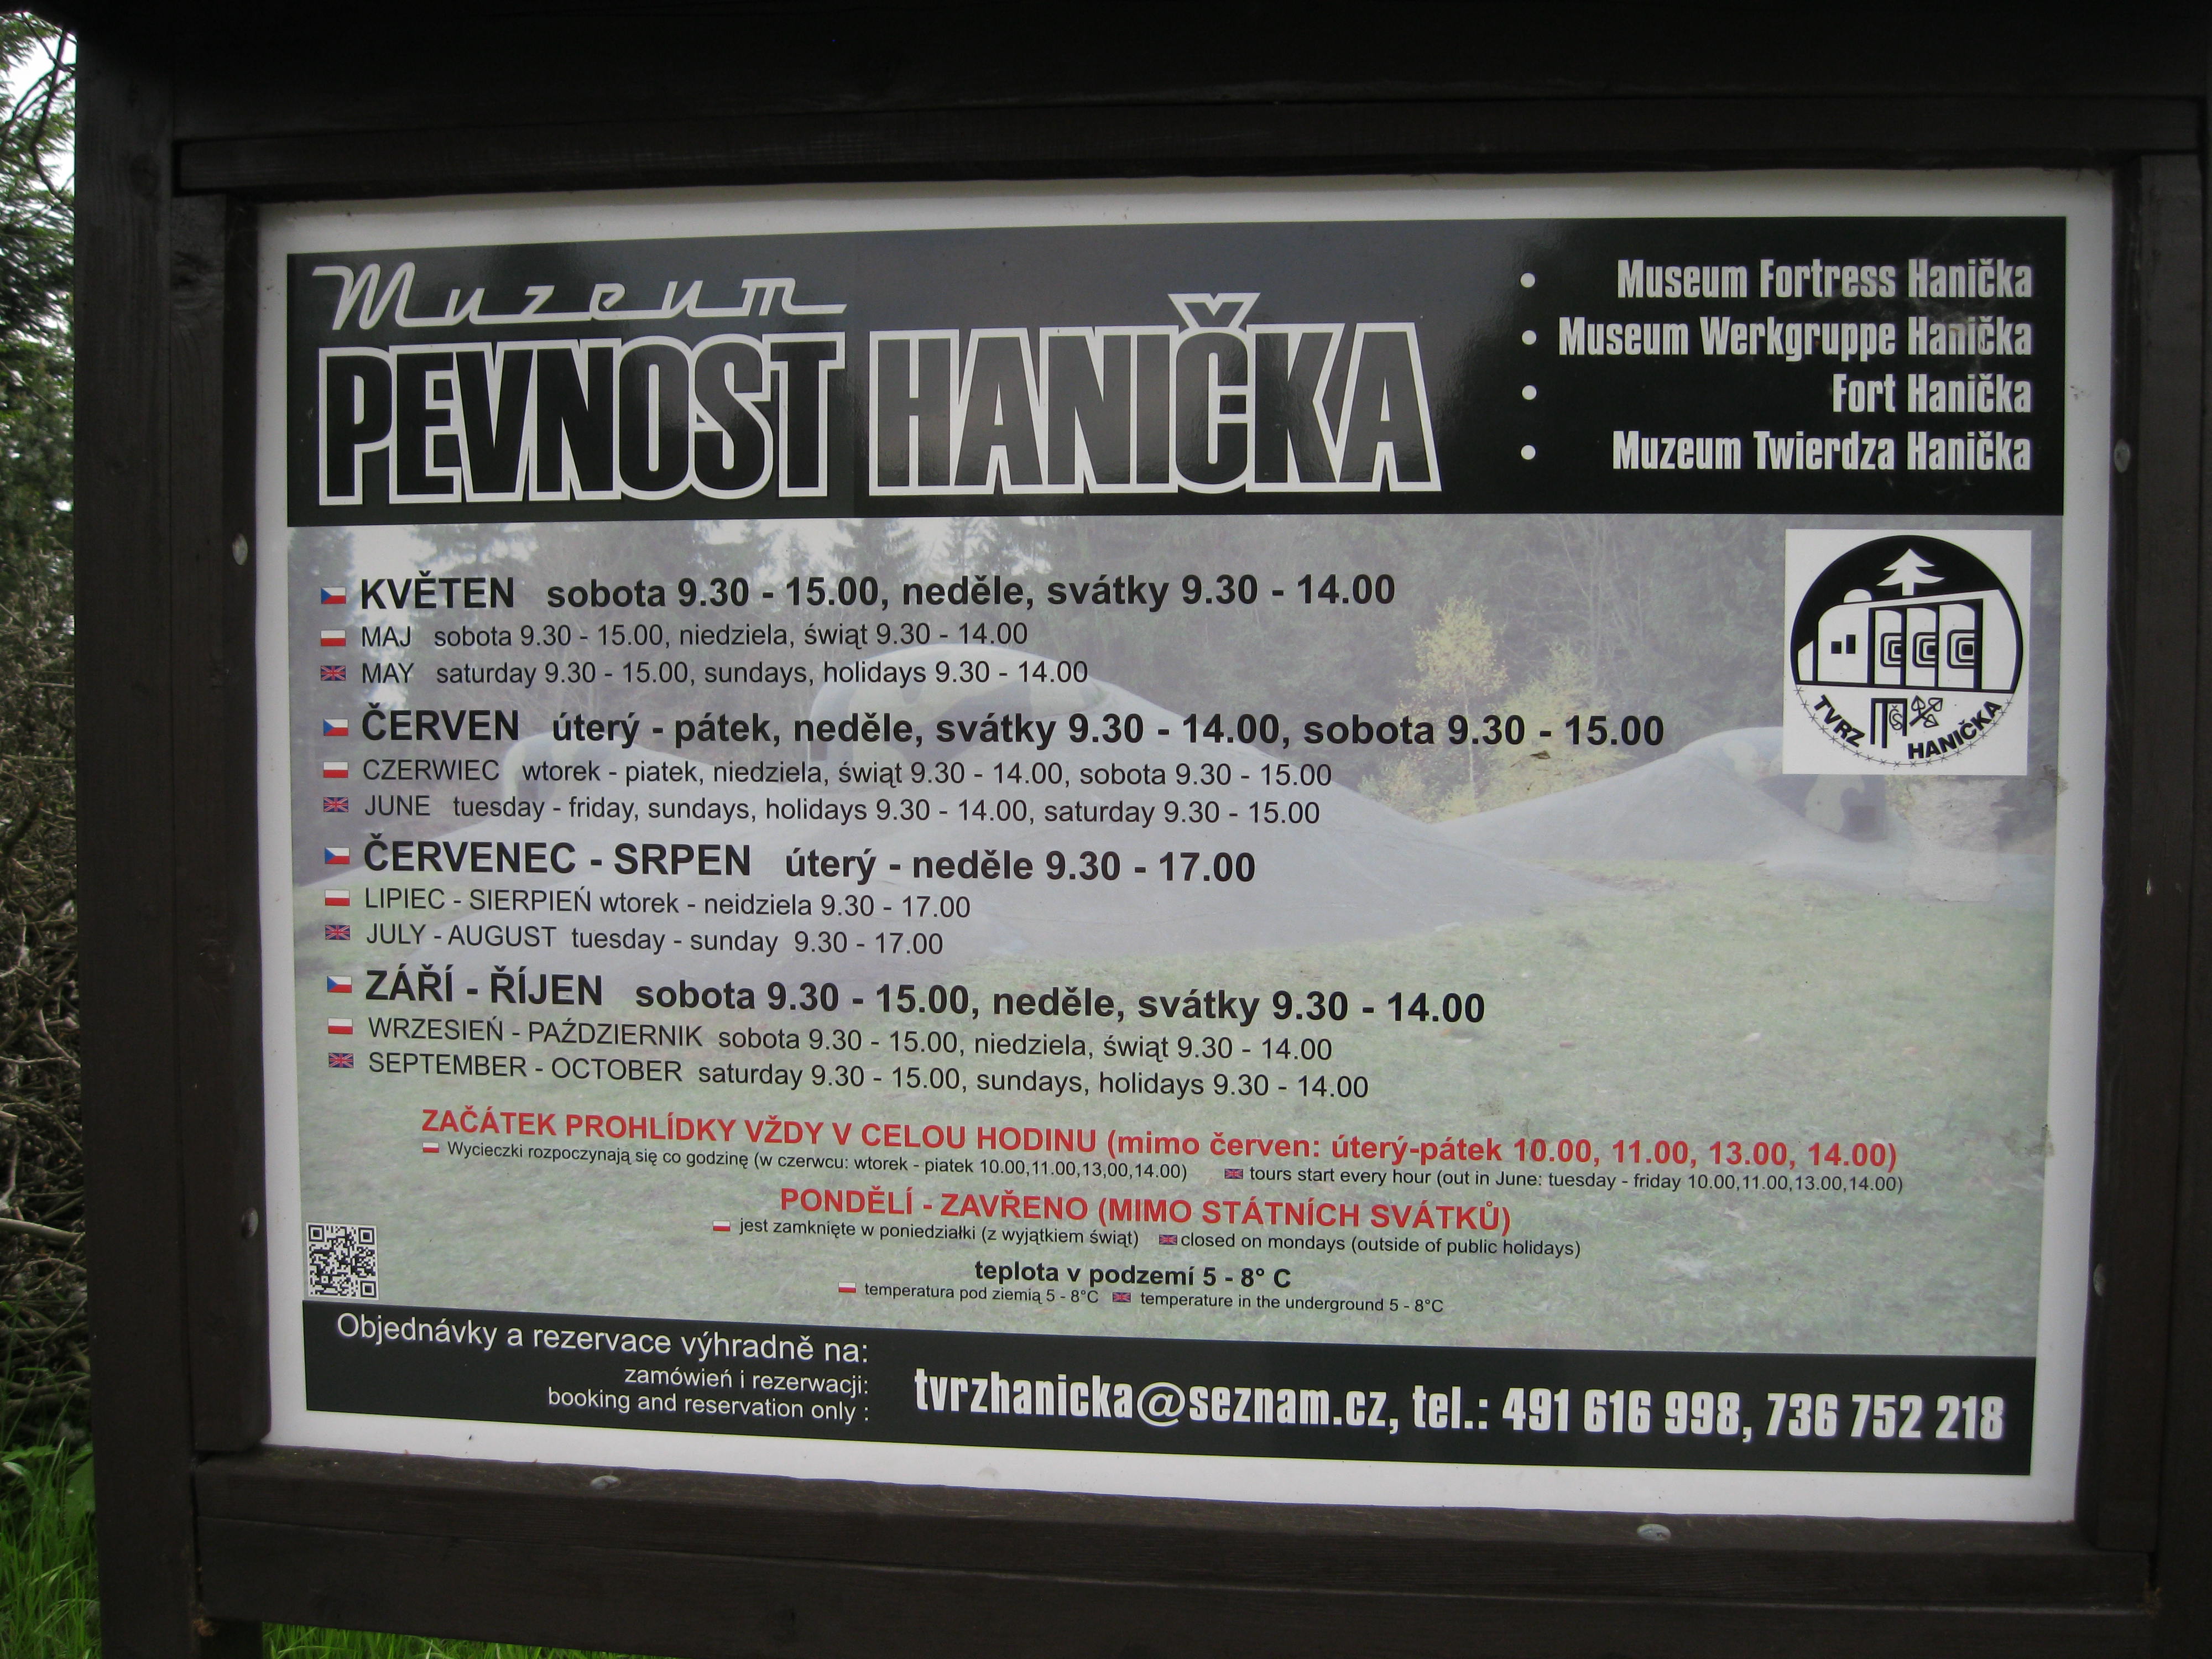 Muzeum
PEVNOST HANIČKA
• Museum Fortress Hanička
• Museum Werkgruppe Hanička
• Fort Hanička
• Muzeum Twierdza Hanička
KVĚTEN sobota 9.30 - 15.00, neděle, svátky 9.30 - 14.00
MAJ sobota 9.30 - 15.00, niedziela, świąt 9.30 - 14.00
MAY saturday 9.30 - 15.00, sundays, holidays 9.30 - 14.00
ČERVEN úterý - pátek, neděle, svátky 9.30 - 14.00, sobota 9.30 - 15.00
CZERWIEC wtorek - piatek, niedziela, świąt 9.30 - 14.00, sobota 9.30 - 15.00
JUNE tuesday - friday, sundays, holidays 9.30 - 14.00, saturday 9.30 - 15.00
ČERVENEC - SRPEN úterý - neděle 9.30 - 17.00
LIPIEC - SIERPIEŃ wtorek - neidziela 9.30 - 17.00
JULY - AUGUST tuesday - sunday 9.30 - 17.00
ZÁŘÍ - ŘÍJEN sobota 9.30 - 15.00, neděle, svátky 9.30 - 14.00
WRZESIEŃ - PAŹDZIERNIK sobota 9.30 - 15.00, niedziela, świąt 9.30 - 14.00
SEPTEMBER - OCTOBER saturday 9.30 - 15.00, sundays, holidays 9.30 - 14.00
TVRZ HANIČKA
ZAČÁTEK PROHLÍDKY VŽDY V CELOU HODINU (mimo červen: úterý-pátek 10.00, 11.00, 13.00, 14.00)
Wycieczki rozpoczynają się co godzinę (w czerwcu: wtorek - piatek 10.00,11.00,13,00,14.00) tours start every hour (out in June: tuesday - friday 10.00,11.00,13.00,14.00)
PONDĚLÍ - ZAVŘENO (MIMO STÁTNÍCH SVÁTKŮ)
jest zamknięte w poniedziałki (z wyjątkiem świąt) closed on mondays (outside of public holidays)
teplota v podzemí 5 - 8° C
temperatura pod ziemią 5 - 8°C temperature in the underground 5 - 8°C
Objednávky a rezervace výhradně na:
zamówień i rezerwacji:
booking and reservation only :
tvrzhanicka@seznam.cz, tel.: 491 616 998, 736 752 218